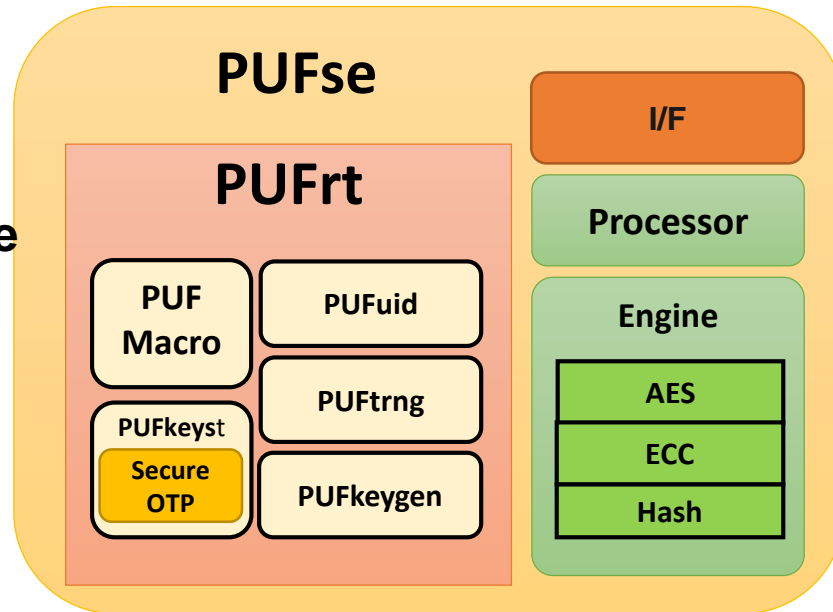 PUFse
e
PUFrt
PUF
Macro
PUFkeyst
Secure
OTP
PUFuid
PUFtrng
PUFkeygen
I/F
Processor
Engine
AES
ECC
Hash